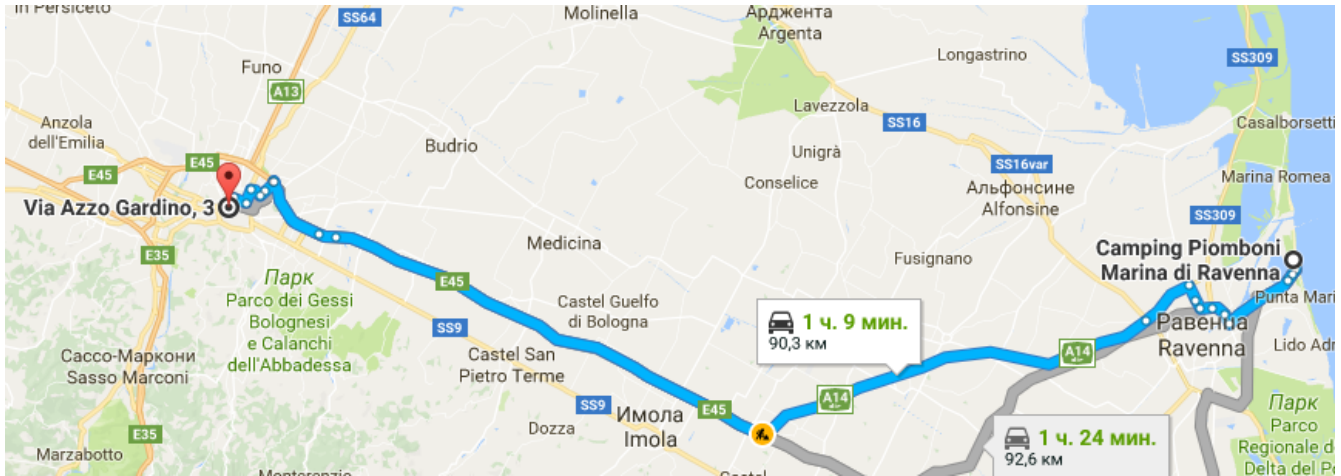 in Persiceto
SS64
Molinella
Арджента
Argenta
Longastrino
SS309
Funo
A13
Anzola
dell'Emilia
Lavezzola
SS16
Casalborsetti
Budrio
Unigrà
E45
SS16var
E45
Conselice
Альфонсине
Alfonsine
Marina Romea
Via Azzo Gardino, 3
SS309
E35
Medicina
Fusignano
Camping Piomboni
Marina di Ravenna
Парк
Parco dei Gessi
Bolognesi
e Calanchi
dell'Abbadessa
E45
Castel Guelfo
di Bologna
Punta Mari
1 ч. 9 мин.
90,3 км
SS9
Равенна
Ravenna
Lido Adr
Сассо-Маркони
Sasso Marconi
Castel San
Pietro Terme
A14
A14
SS9
Имола
Imola
E45
Dozza
E35
Парк
Parco
Regionale d
Delta del Po
1 ч. 24 мин.
92,6 км
Marzabotto
Monterenzio
Castel